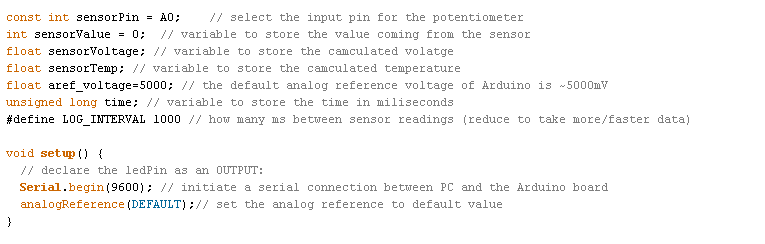 const int sensorPin = A0;    // select the input pin for the potentiometer
int sensorValue = 0;  // variable to store the value coming from the sensor
float sensorVoltage; // variable to store the camculated volatge
float sensorTemp; // variable to store the camculated temperature
float aref_voltage=5000; // the default analog reference voltage of Arduino is ~5000mV
unsigned long time; // variable to store the time in miliseconds
#define LOG_INTERVAL 1000 // how many ms between sensor readings (reduce to take more/faster data)

void setup() {
  // declare the ledPin as an OUTPUT:
  Serial.begin(9600); // initiate a serial connection between PC and the Arduino board
  analogReference(DEFAULT);// set the analog reference to default value
}